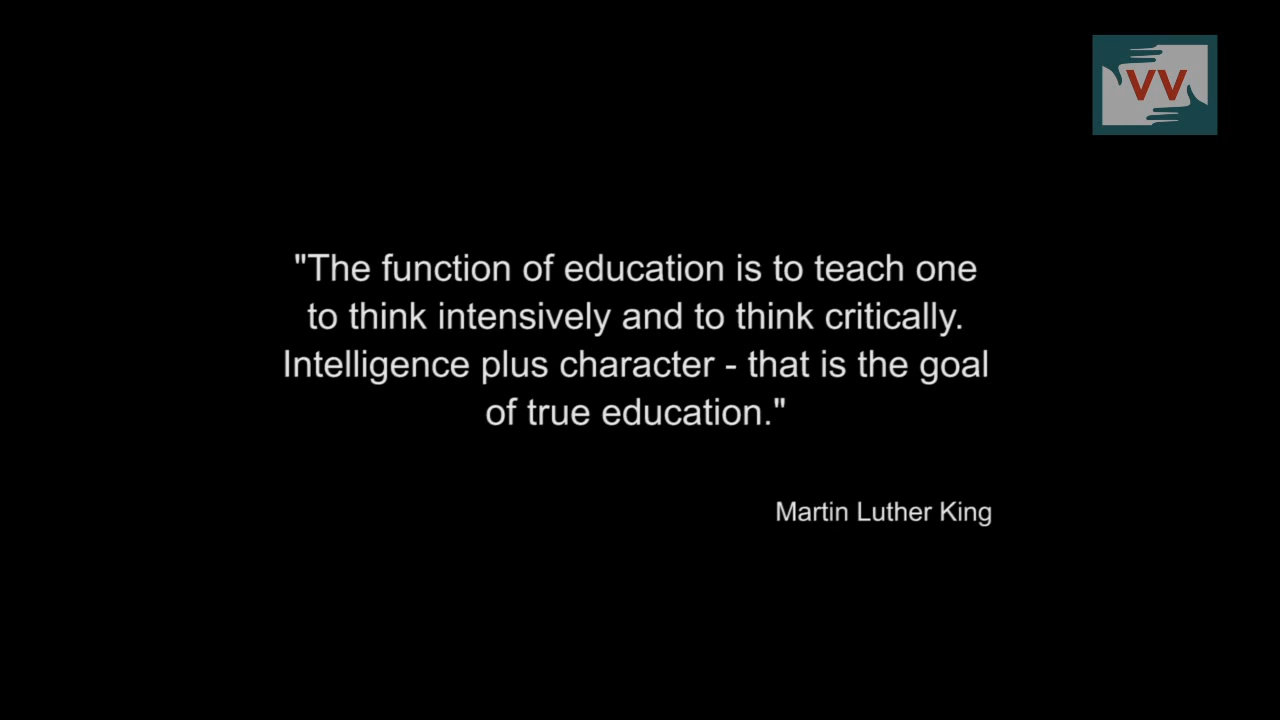 VV
"The function of education is to teach one
to think intensively and to think critically.
Intelligence plus character - that is the goal
of true education."
Martin Luther King